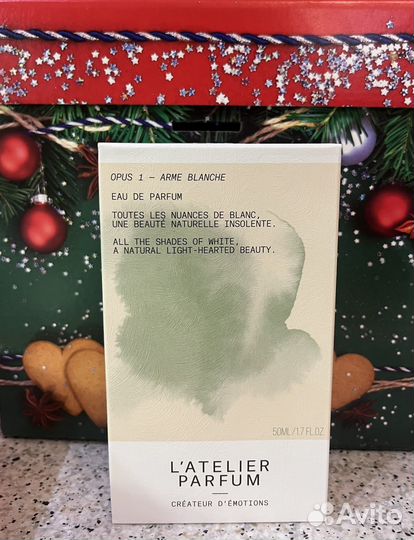 OPUS 1 — ARME BLANCHE
EAU DE PARFUM
TOUTES LES NUANCES DE BLANC,
UNE BEAUTÉ NATURELLE INSOLENTE.
ALL THE SHADES OF WHITE,
A NATURAL LIGHT-HEARTED BEAUTY.
50ML/1.7 FL.OZ
L'ATELIER
PARFUM
CRÉATEUR D'ÉMOTIONS
Avito